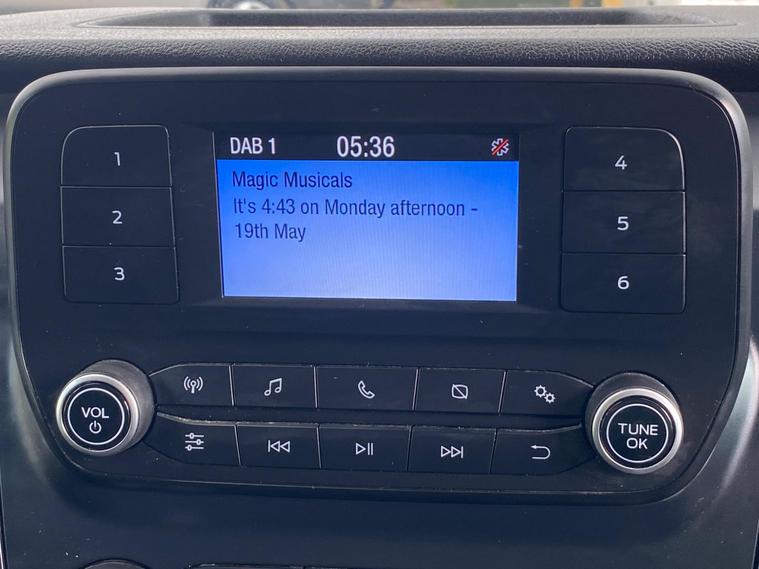 DAB 1 05:36
Magic Musicals
It's 4:43 on Monday afternoon -
19th May
1
2
3
4
5
6
VOL
TUNE
OK